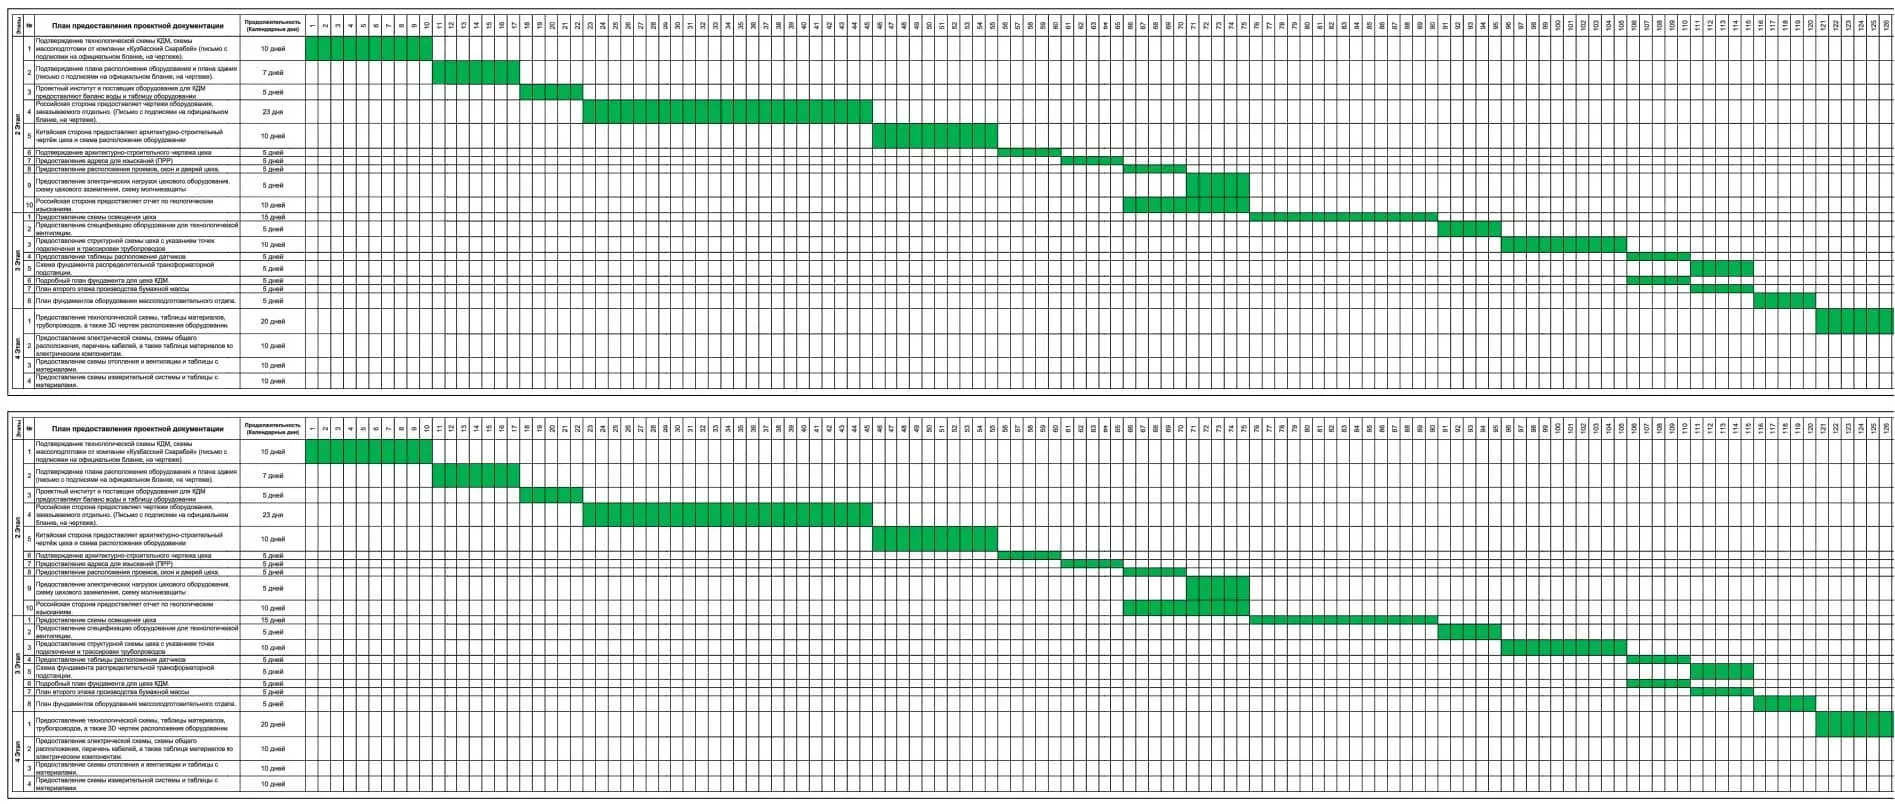 Этапы № План предоставления проектной документации Продолжительность (Календарные дни) 1 2 3 4 5 6 7 8 9 10 11 12 13 14 15 16 17 18 19 20 21 22 23 24 25 26 27 28 29 30 31 32 33 34 35 36 37 38 39 40 41 42 43 44 45 46 47 48 49 50 51 52 53 54 55 56 57 58 59 60 61 62 63 64 65 66 67 68 69 70 71 72 73 74 75 76 77 78 79 80 81 82 83 84 85 86 87 88 89 90 91 92 93 94 95 96 97 98 99 100 101 102 103 104 105 106 107 108 109 110 111 112 113 114 115 116 117 118 119 120 121 122 123 124 125 126
2 Этап
Подтверждение технологической схемы КДМ, схемы
1 массоподготовки от компании «Кузбасский Скарабей» (письмо с 10 дней
подписями на официальном бланке, на чертеже).
2 Подтверждение плана расположения оборудования и плана здания 7 дней
(письмо с подписями на официальном бланке, на чертеже).
3 Проектный институт и поставщик оборудования для КДМ 5 дней
предоставляют баланс воды и таблицу оборудования
Российская сторона предоставляет чертежи оборудования,
4 заказываемого отдельно. (Письмо с подписями на официальном 23 дня
бланке, на чертеже).
5 Китайская сторона предоставляет архитектурно-строительный 10 дней
чертёж цеха и схема расположения оборудования
6 Подтверждение архитектурно-строительного чертежа цеха 5 дней
7 Предоставление адреса для изысканий (ПРР) 5 дней
8 Предоставление расположения проемов, окон и дверей цеха. 5 дней
9 Предоставление электрических нагрузок цехового оборудования, 5 дней
схему цехового заземления, схему молниезащиты
10 Российская сторона предоставляет отчет по геологическим 10 дней
изысканиям.
3 Этап
1 Предоставление схемы освещения цеха 15 дней
2 Предоставление спецификацию оборудования для технологической 5 дней
вентиляции.
3 Предоставление структурной схемы цеха с указанием точек 10 дней
подключения и трассировки трубопроводов
4 Предоставление таблицы расположения датчиков 5 дней
5 Схема фундамента распределительной трансформаторной 5 дней
подстанции.
6 Подробный план фундамента для цеха КДМ. 5 дней
7 План второго этажа производства бумажной массы 5 дней
8 План фундаментов оборудования массоподготовительного отдела. 5 дней
4 Этап
1 Предоставление технологической схемы, таблицы материалов, 20 дней
трубопроводов, а также 3D чертеж расположения оборудования.
Предоставление электрической схемы, схемы общего
2 расположения, перечень кабелей, а также таблица материалов по 10 дней
электрическим компонентам.
3 Предоставление схемы отопления и вентиляции и таблицы с 10 дней
материалами.
4 Предоставление схемы измерительной системы и таблицы с 10 дней
материалами.
Этапы № План предоставления проектной документации Продолжительность (Календарные дни) 1 2 3 4 5 6 7 8 9 10 11 12 13 14 15 16 17 18 19 20 21 22 23 24 25 26 27 28 29 30 31 32 33 34 35 36 37 38 39 40 41 42 43 44 45 46 47 48 49 50 51 52 53 54 55 56 57 58 59 60 61 62 63 64 65 66 67 68 69 70 71 72 73 74 75 76 77 78 79 80 81 82 83 84 85 86 87 88 89 90 91 92 93 94 95 96 97 98 99 100 101 102 103 104 105 106 107 108 109 110 111 112 113 114 115 116 117 118 119 120 121 122 123 124 125 126
2 Этап
Подтверждение технологической схемы КДМ, схемы
1 массоподготовки от компании «Кузбасский Скарабей» (письмо с 10 дней
подписями на официальном бланке, на чертеже).
2 Подтверждение плана расположения оборудования и плана здания 7 дней
(письмо с подписями на официальном бланке, на чертеже).
3 Проектный институт и поставщик оборудования для КДМ 5 дней
предоставляют баланс воды и таблицу оборудования
Российская сторона предоставляет чертежи оборудования,
4 заказываемого отдельно. (Письмо с подписями на официальном 23 дня
бланке, на чертеже).
5 Китайская сторона предоставляет архитектурно-строительный 10 дней
чертёж цеха и схема расположения оборудования
6 Подтверждение архитектурно-строительного чертежа цеха 5 дней
7 Предоставление адреса для изысканий (ПРР) 5 дней
8 Предоставление расположения проемов, окон и дверей цеха. 5 дней
9 Предоставление электрических нагрузок цехового оборудования, 5 дней
схему цехового заземления, схему молниезащиты
10 Российская сторона предоставляет отчет по геологическим 10 дней
изысканиям.
3 Этап
1 Предоставление схемы освещения цеха 15 дней
2 Предоставление спецификацию оборудования для технологической 5 дней
вентиляции.
3 Предоставление структурной схемы цеха с указанием точек 10 дней
подключения и трассировки трубопроводов
4 Предоставление таблицы расположения датчиков 5 дней
5 Схема фундамента распределительной трансформаторной 5 дней
подстанции.
6 Подробный план фундамента для цеха КДМ. 5 дней
7 План второго этажа производства бумажной массы 5 дней
8 План фундаментов оборудования массоподготовительного отдела. 5 дней
4 Этап
1 Предоставление технологической схемы, таблицы материалов, 20 дней
трубопроводов, а также 3D чертеж расположения оборудования.
Предоставление электрической схемы, схемы общего
2 расположения, перечень кабелей, а также таблица материалов по 10 дней
электрическим компонентам.
3 Предоставление схемы отопления и вентиляции и таблицы с 10 дней
материалами.
4 Предоставление схемы измерительной системы и таблицы с 10 дней
материалами.